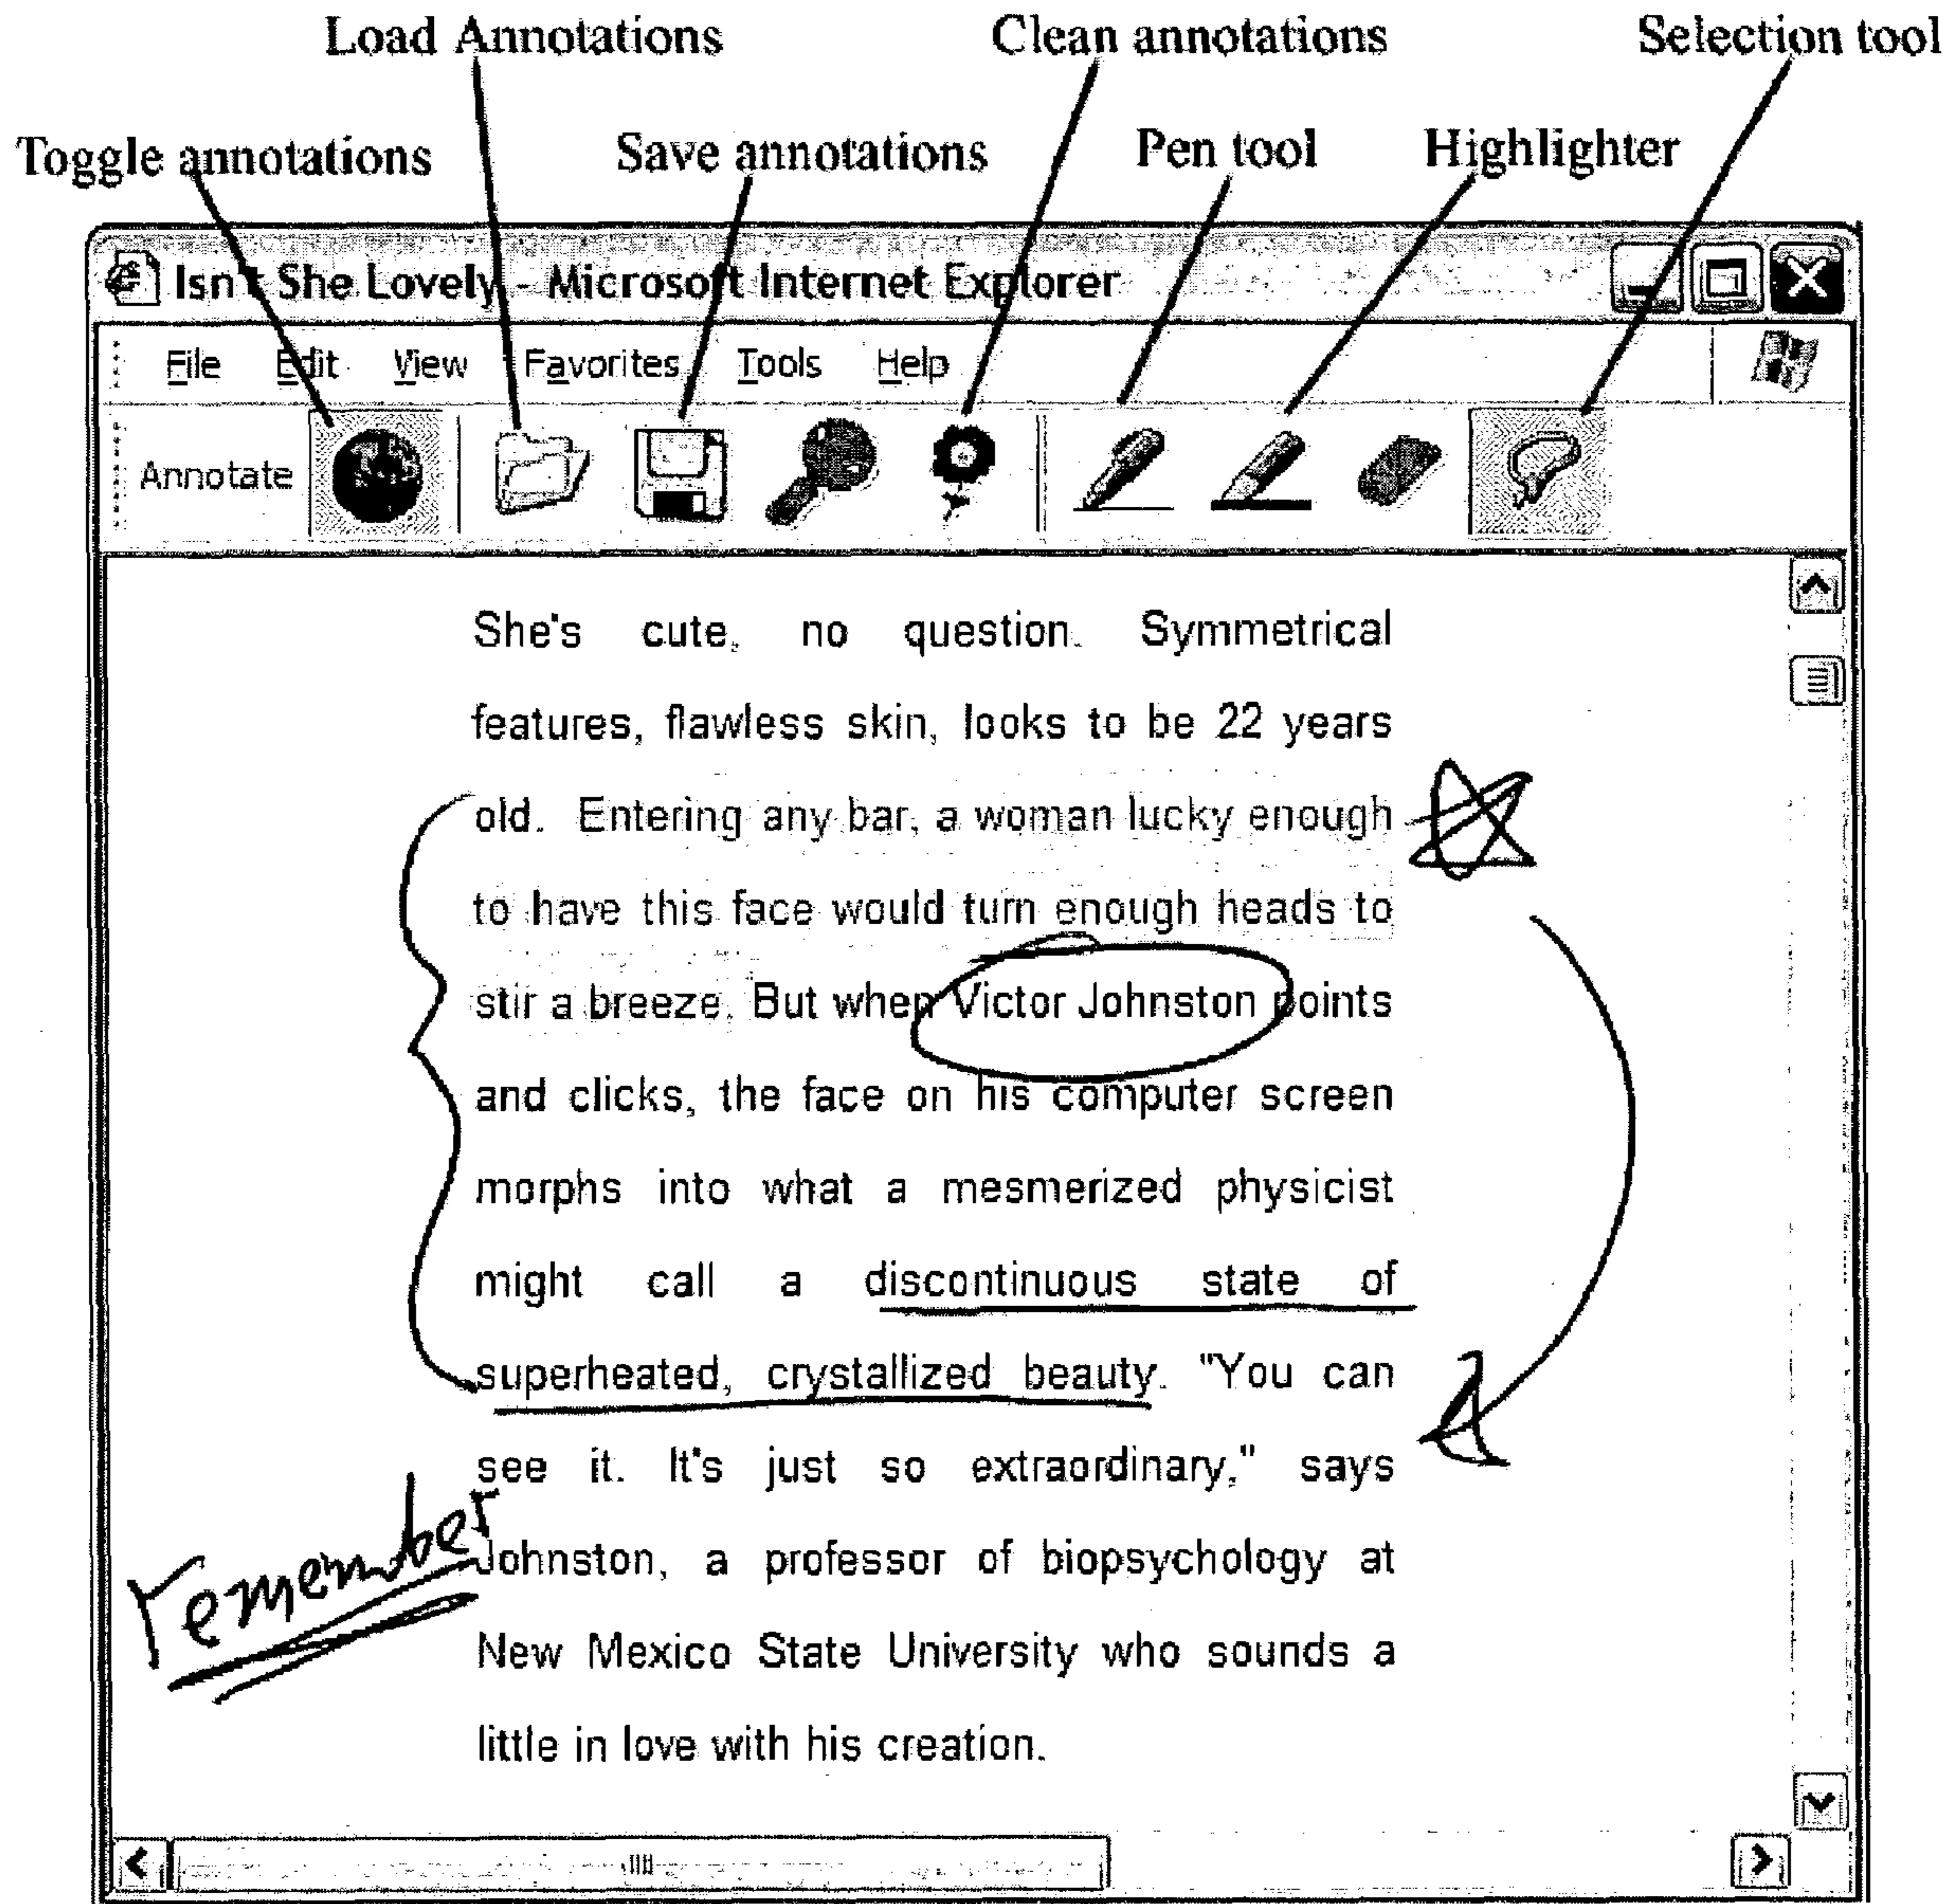 Load Annotations Clean annotations Selection tool
Toggle annotations Save annotations Pen tool Highlighter
Isn't She Lovely - Microsoft Internet Explorer
File Edit View Favorites Tools Help
Annotate
She's cute, no question. Symmetrical
features, flawless skin, looks to be 22 years
old. Entering any bar, a woman lucky enough
to have this face would turn enough heads to
stir a breeze. But when Victor Johnston points
and clicks, the face on his computer screen
morphs into what a mesmerized physicist
might call a discontinuous state of
superheated, crystallized beauty. "You can
see it. It's just so extraordinary," says
remember
Johnston, a professor of biopsychology at
New Mexico State University who sounds a
little in love with his creation.